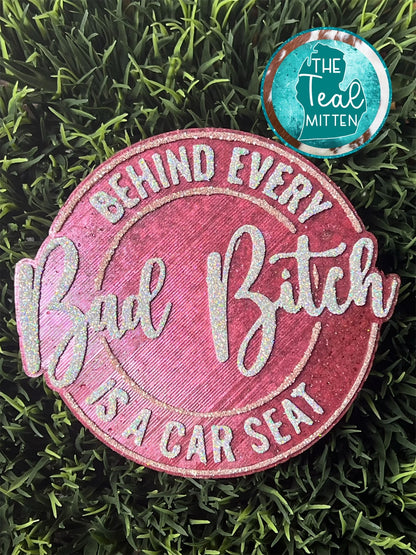 THE
Teal
MITTEN
BEHIND EVERY
Bad Bitch
IS A CAR SEAT